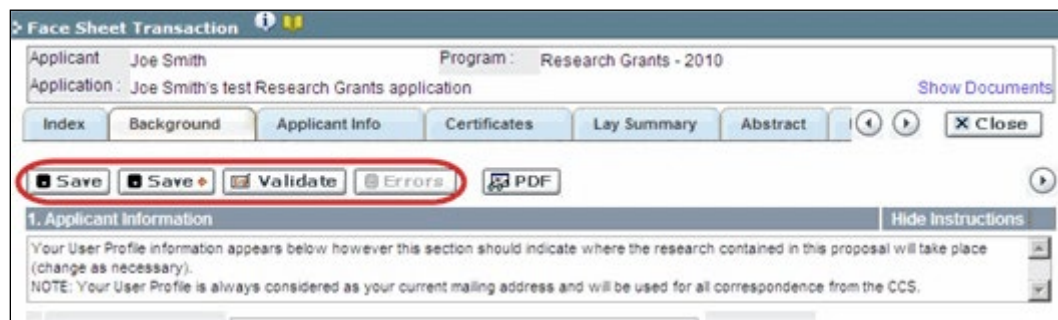 Face Sheet Transaction
Applicant Joe Smith Program : Research Grants - 2010
Application : Joe Smith's test Research Grants application Show Documents
Index Background Applicant Info Certificates Lay Summary Abstract Close
Save Save Validate Errors PDF
1. Applicant Information Hide Instructions
Your User Profile information appears below however this section should indicate where the research contained in this proposal will take place
(change as necessary).
NOTE: Your User Profile is always considered as your current mailing address and will be used for all correspondence from the CCS.